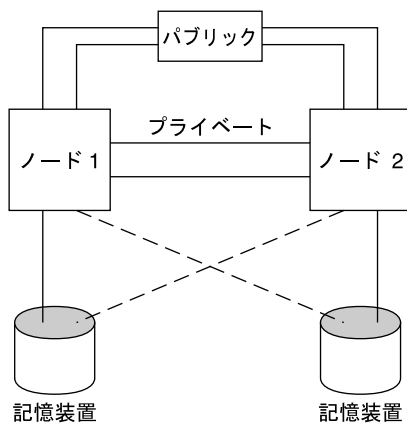 パブリック
プライベート
ノード 1
ノード 2
記憶装置
記憶装置